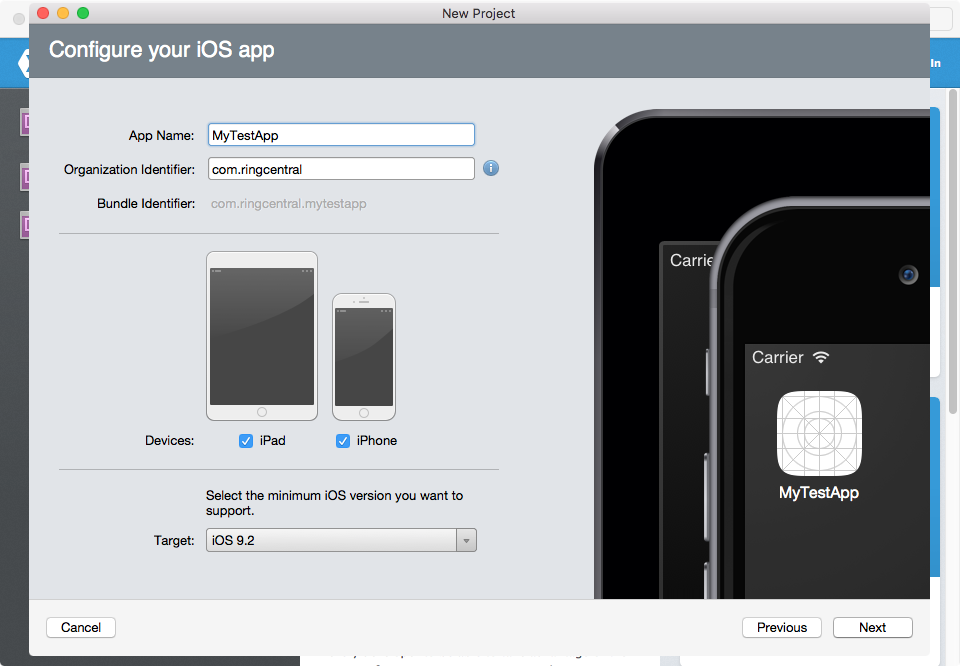 New Project
In
Configure your iOS app
App Name: MyTestApp
Organization Identifier: com.ringcentral
Bundle Identifier: com.ringcentral.mytestapp
Carrie
Carrier
MyTestApp
Devices: iPad iPhone
Select the minimum iOS version you want to
support.
Target: iOS 9.2
Cancel Previous Next